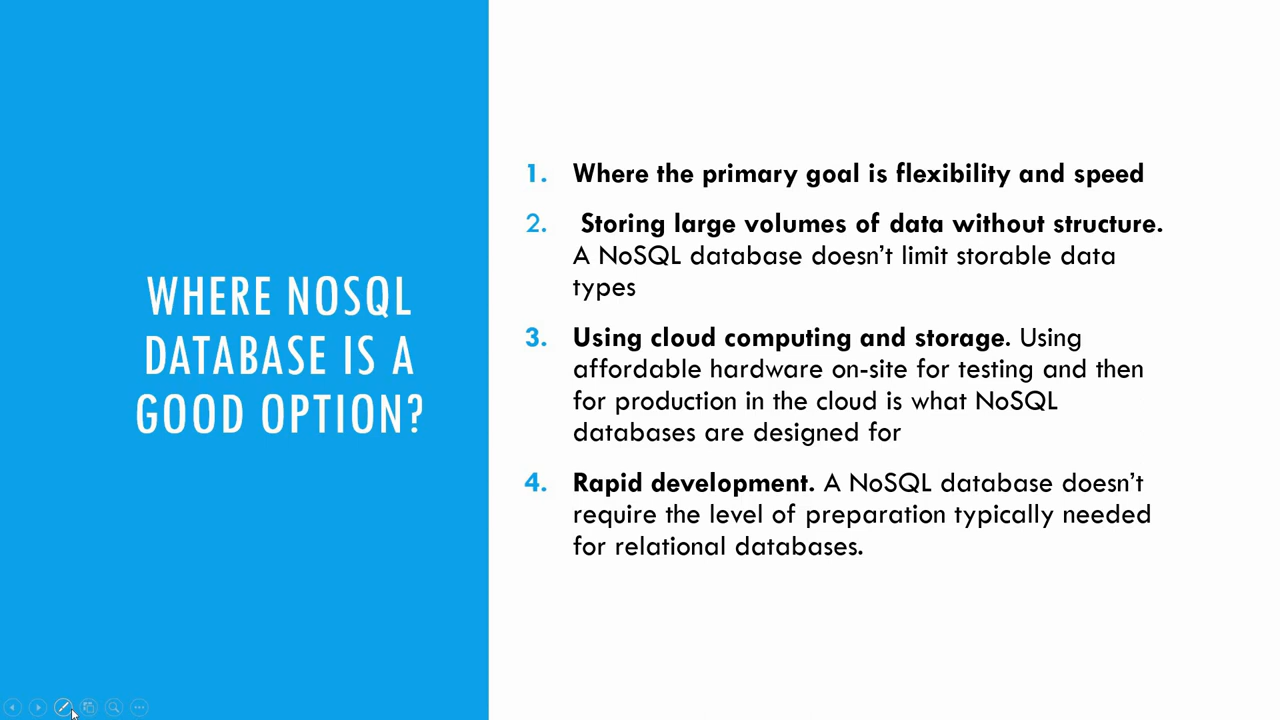 WHERE NOSQL
DATABASE IS A
GOOD OPTION?
1. Where the primary goal is flexibility and speed
2. Storing large volumes of data without structure.
A NoSQL database doesn’t limit storable data
types
3. Using cloud computing and storage. Using
affordable hardware on-site for testing and then
for production in the cloud is what NoSQL
databases are designed for
4. Rapid development. A NoSQL database doesn’t
require the level of preparation typically needed
for relational databases.